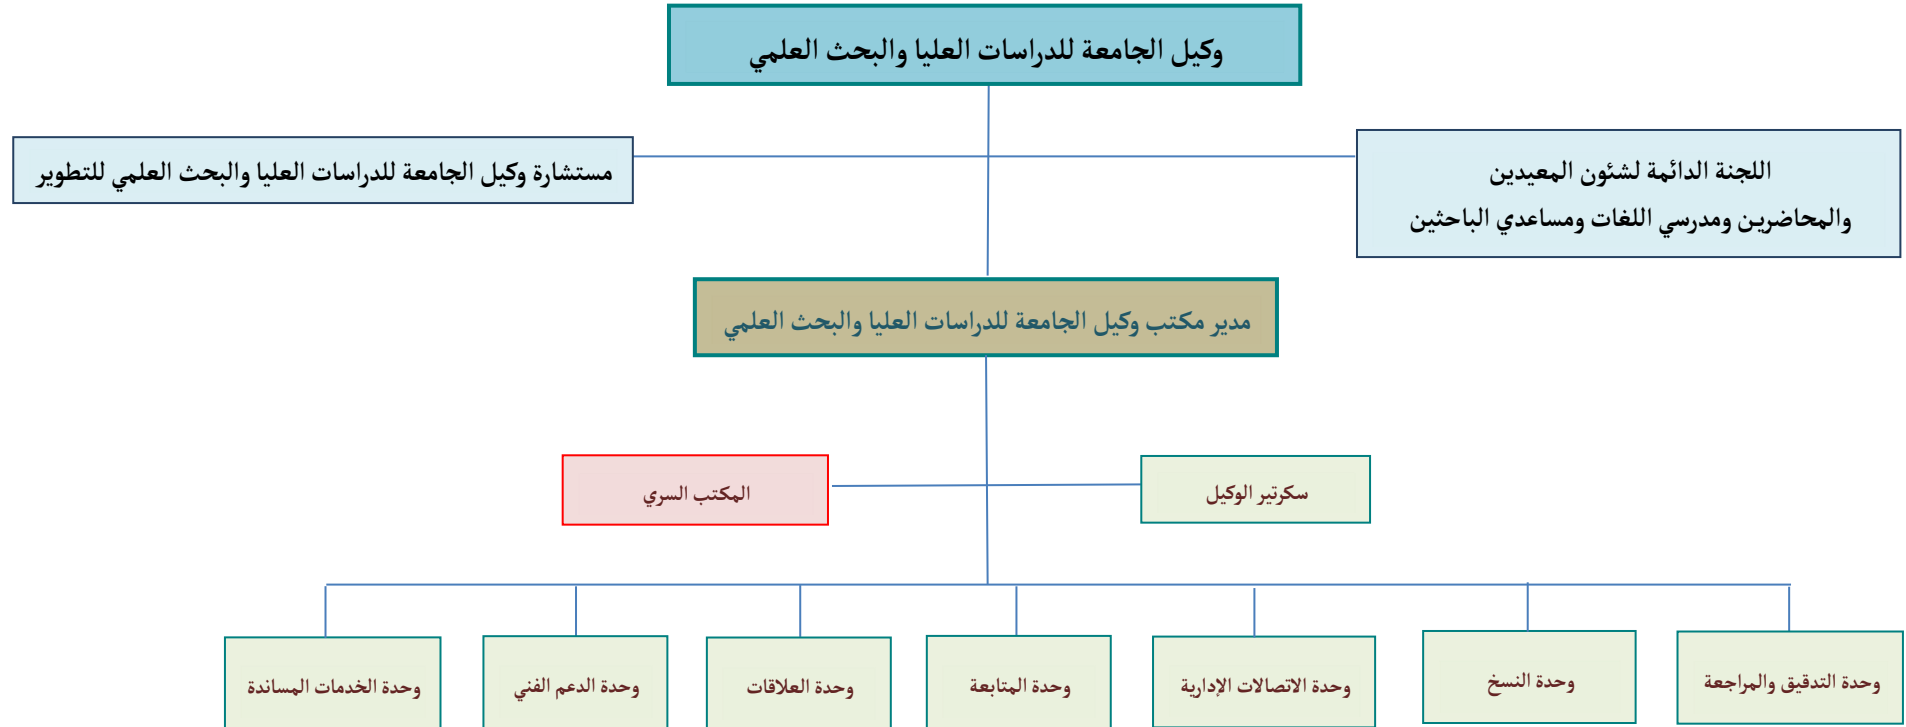 وكيل الجامعة للدراسات العليا والبحث العلمي
اللجنة الدائمة لشئون المعيدين
والمحاضرين ومدرسي اللغات ومساعدي الباحثين
مستشارة وكيل الجامعة للدراسات العليا والبحث العلمي للتطوير
مدير مكتب وكيل الجامعة للدراسات العليا والبحث العلمي
سكرتير الوكيل
المكتب السري
وحدة التدقيق والمراجعة
وحدة النسخ
وحدة الاتصالات الإدارية
وحدة المتابعة
وحدة العلاقات
وحدة الدعم الفني
وحدة الخدمات المساندة